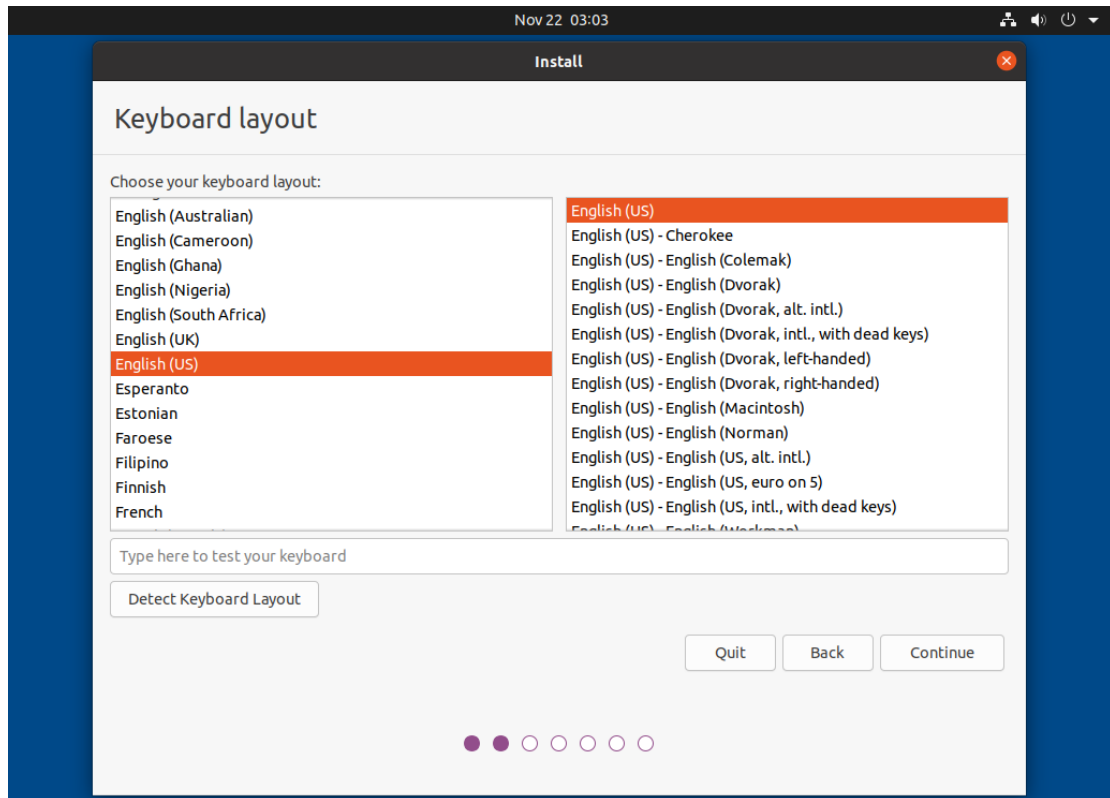 Nov 22 03:03
Install
Keyboard layout
Choose your keyboard layout:
English (Australian)
English (Cameroon)
English (Ghana)
English (Nigeria)
English (South Africa)
English (UK)
English (US)
Esperanto
Estonian
Faroese
Filipino
Finnish
French
English (US)
English (US) - Cherokee
English (US) - English (Colemak)
English (US) - English (Dvorak)
English (US) - English (Dvorak, alt. intl.)
English (US) - English (Dvorak, intl., with dead keys)
English (US) - English (Dvorak, left-handed)
English (US) - English (Dvorak, right-handed)
English (US) - English (Macintosh)
English (US) - English (Norman)
English (US) - English (US, alt. intl.)
English (US) - English (US, euro on 5)
English (US) - English (US, intl., with dead keys)
English (US) - English (Workman)
Type here to test your keyboard
Detect Keyboard Layout
Quit Back Continue